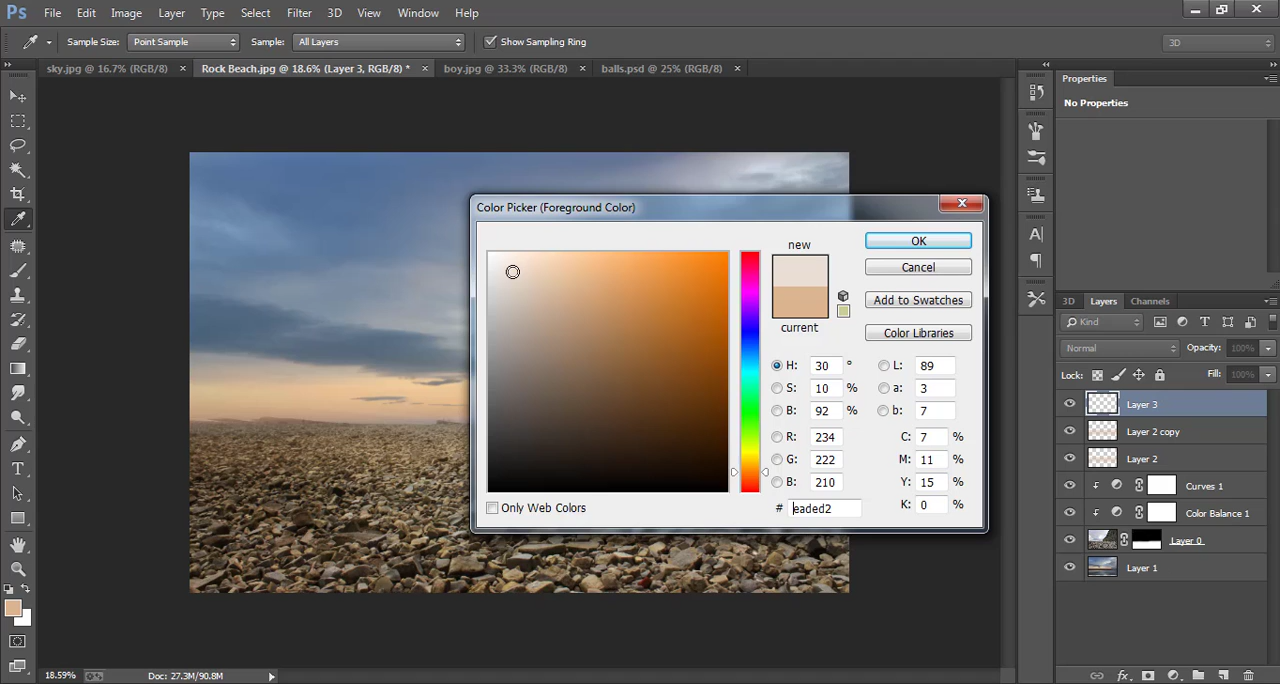 Ps File Edit Image Layer Type Select Filter 3D View Window Help
Sample Size: Point Sample Sample: All Layers Show Sampling Ring 3D
sky.jpg @ 16.7% (RGB/8) × Rock Beach.jpg @ 18.6% (Layer 3, RGB/8) * × boy.jpg @ 33.3% (RGB/8) × balls.psd @ 25% (RGB/8) ×
Properties
No Properties
Color Picker (Foreground Color)
new
OK
current
Cancel
Add to Swatches
Color Libraries
H: 30 ° L: 89
S: 10 % a: 3
B: 92 % b: 7
R: 234 C: 7 %
G: 222 M: 11 %
B: 210 Y: 15 %
# eaded2 K: 0 %
Only Web Colors
3D Layers Channels
Kind
Normal Opacity: 100%
Lock: Fill: 100%
Layer 3
Layer 2 copy
Layer 2
Curves 1
Color Balance 1
Layer 0
Layer 1
T
A
fx
18.59% Doc: 27.3M/90.8M